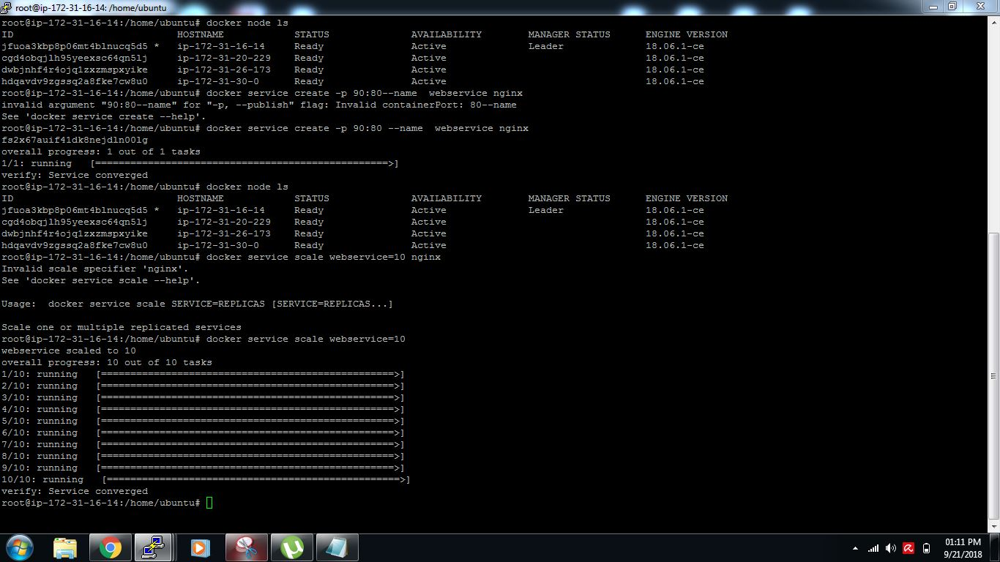 root@ip-172-31-16-14: /home/ubuntu
root@ip-172-31-16-14:/home/ubuntu# docker node ls
ID HOSTNAME STATUS AVAILABILITY MANAGER STATUS ENGINE VERSION
jfuoa3kbp8p06mt4blnucq5d5 * ip-172-31-16-14 Ready Active Leader 18.06.1-ce
cgd4obqjlh95yeexsc64qn5lj ip-172-31-20-229 Ready Active 18.06.1-ce
dwbjnhf4r4ojq1zxzmspxyike ip-172-31-26-173 Ready Active 18.06.1-ce
hdqavdv9zgssq2a8fke7cw8u0 ip-172-31-30-0 Ready Active 18.06.1-ce
root@ip-172-31-16-14:/home/ubuntu# docker service create -p 90:80--name  webservice nginx
invalid argument "90:80--name" for "-p, --publish" flag: Invalid containerPort: 80--name
See 'docker service create --help'.
root@ip-172-31-16-14:/home/ubuntu# docker service create -p 90:80 --name  webservice nginx
fs2x67auif41dk8nejdln00lg
overall progress: 1 out of 1 tasks
1/1: running   [==================================================>]
verify: Service converged
root@ip-172-31-16-14:/home/ubuntu# docker node ls
ID HOSTNAME STATUS AVAILABILITY MANAGER STATUS ENGINE VERSION
jfuoa3kbp8p06mt4blnucq5d5 * ip-172-31-16-14 Ready Active Leader 18.06.1-ce
cgd4obqjlh95yeexsc64qn5lj ip-172-31-20-229 Ready Active 18.06.1-ce
dwbjnhf4r4ojq1zxzmspxyike ip-172-31-26-173 Ready Active 18.06.1-ce
hdqavdv9zgssq2a8fke7cw8u0 ip-172-31-30-0 Ready Active 18.06.1-ce
root@ip-172-31-16-14:/home/ubuntu# docker service scale webservice=10 nginx
Invalid scale specifier 'nginx'.
See 'docker service scale --help'.
Usage:  docker service scale SERVICE=REPLICAS [SERVICE=REPLICAS...]
Scale one or multiple replicated services
root@ip-172-31-16-14:/home/ubuntu# docker service scale webservice=10
webservice scaled to 10
overall progress: 10 out of 10 tasks
1/10: running   [==================================================>]
2/10: running   [==================================================>]
3/10: running   [==================================================>]
4/10: running   [==================================================>]
5/10: running   [==================================================>]
6/10: running   [==================================================>]
7/10: running   [==================================================>]
8/10: running   [==================================================>]
9/10: running   [==================================================>]
10/10: running   [==================================================>]
verify: Service converged
root@ip-172-31-16-14:/home/ubuntu#
01:11 PM
9/21/2018